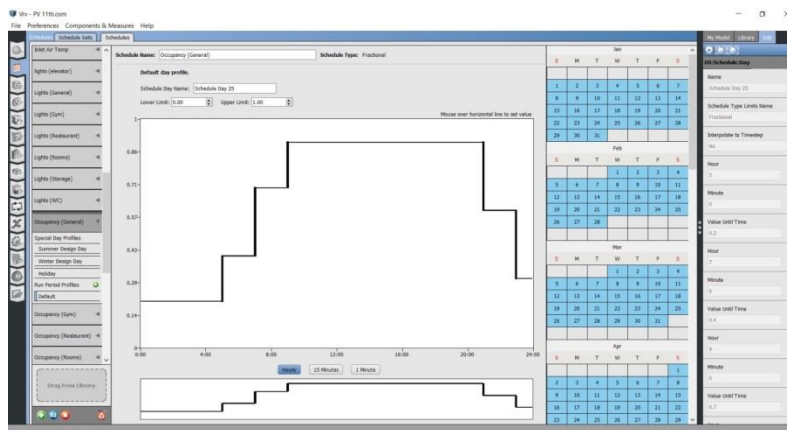 Vrv - PV 11th.osm
File Preferences Components & Measures Help
Schedules Schedule Sets Schedules
My Model Library Edit
Inlet Air Temp
lights (elevator)
Lights (General)
Lights (Gym)
Lights (Restaurant)
Lights (Rooms)
Lights (Storage)
Lights (WC)
Occupancy (General)
Special Day Profiles
Summer Design Day
Winter Design Day
Holiday
Run Period Profiles
Default
Occupancy (Gym)
Occupancy (Restaurant)
Occupancy (Rooms)
Drag From Library
Schedule Name: Occupancy (General) Schedule Type: Fractional
Default day profile.
Schedule Day Name: Schedule Day 25
Lower Limit: 0.00 Upper Limit: 1.00
Mouse over horizontal line to set value
1
0.86
0.71
0.57
0.43
0.29
0.14
0
0:00 4:00 8:00 12:00 16:00 20:00 24:00
Hourly 15 Minutes 1 Minute
Jan
S M T W T F S
1 2 3 4 5 6 7
8 9 10 11 12 13 14
15 16 17 18 19 20 21
22 23 24 25 26 27 28
29 30 31
Feb
S M T W T F S
1 2 3 4
5 6 7 8 9 10 11
12 13 14 15 16 17 18
19 20 21 22 23 24 25
26 27 28
Mar
S M T W T F S
1 2 3 4
5 6 7 8 9 10 11
12 13 14 15 16 17 18
19 20 21 22 23 24 25
26 27 28 29 30 31
Apr
S M T W T F S
1
2 3 4 5 6 7 8
9 10 11 12 13 14 15
16 17 18 19 20 21 22
23 24 25 26 27 28 29
OS:Schedule:Day
Name
Schedule Day 25
Schedule Type Limits Name
Fractional
Interpolate to Timestep
No
Hour
5
Minute
0
Value Until Time
0.2
Hour
7
Minute
0
Value Until Time
0.4
Hour
9
Minute
0
Value Until Time
0.7